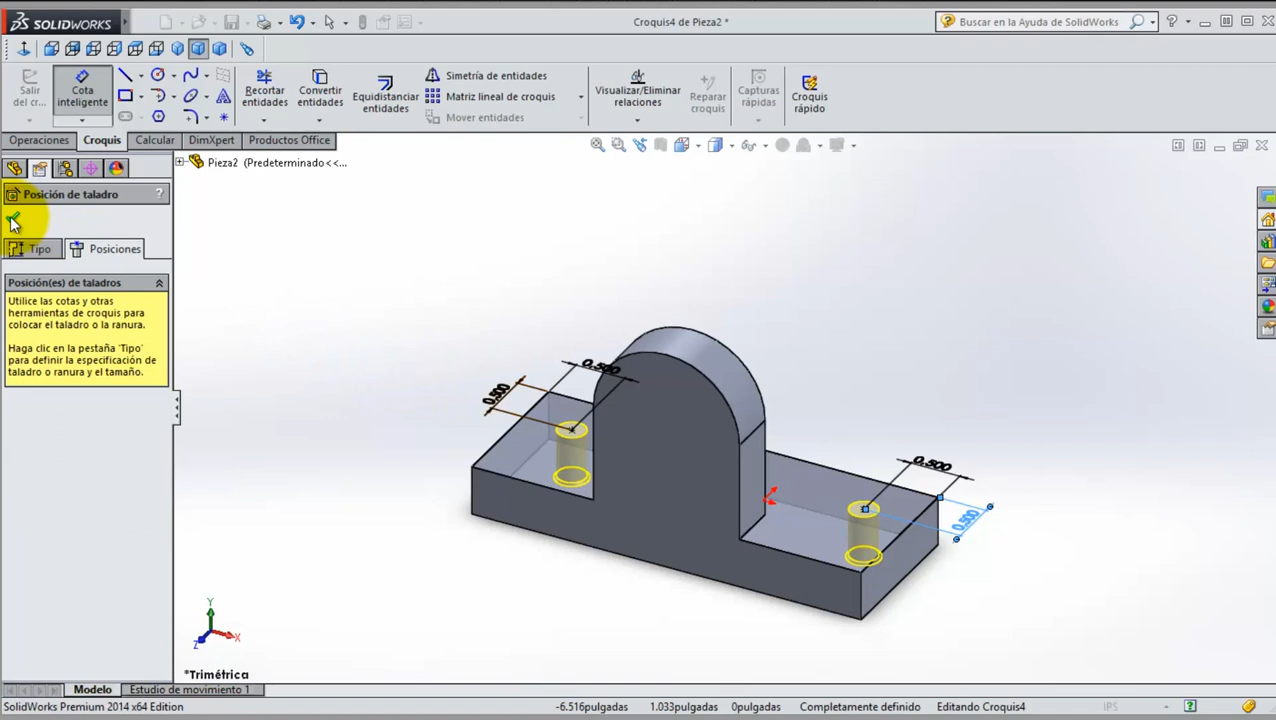 SOLIDWORKS
Croquis4 de Pieza2 *
Buscar en la Ayuda de SolidWorks
Salir
del cr...
Cota
inteligente
Recortar
entidades
Convertir
entidades
Equidistanciar
entidades
Simetría de entidades
Matriz lineal de croquis
Mover entidades
Visualizar/Eliminar
relaciones
Reparar
croquis
Capturas
rápidas
Croquis
rápido
Operaciones
Croquis
Calcular
DimXpert
Productos Office
Pieza2 (Predeterminado<<...
Posición de taladro
?
Tipo
Posiciones
Posición(es) de taladros
Utilice las cotas y otras
herramientas de croquis para
colocar el taladro o la ranura.
Haga clic en la pestaña 'Tipo'
para definir la especificación de
taladro o ranura y el tamaño.
0.500
0.500
0.500
0.500
Y
X
Z
*Trimétrica
Modelo
Estudio de movimiento 1
SolidWorks Premium 2014 x64 Edition
-6.516pulgadas
1.033pulgadas
0pulgadas
Completamente definido
Editando Croquis4
IPS